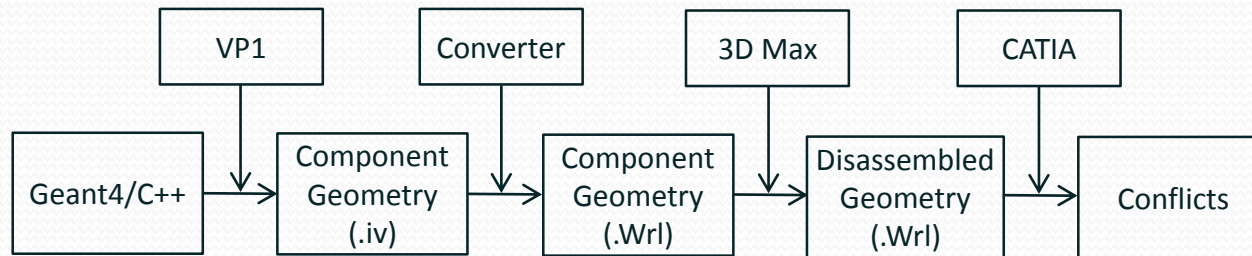 VP1
Converter
3D Max
CATIA
Geant4/C++
Component
Geometry
(.iv)
Component
Geometry
(.Wrl)
Disassembled
Geometry
(.Wrl)
Conflicts